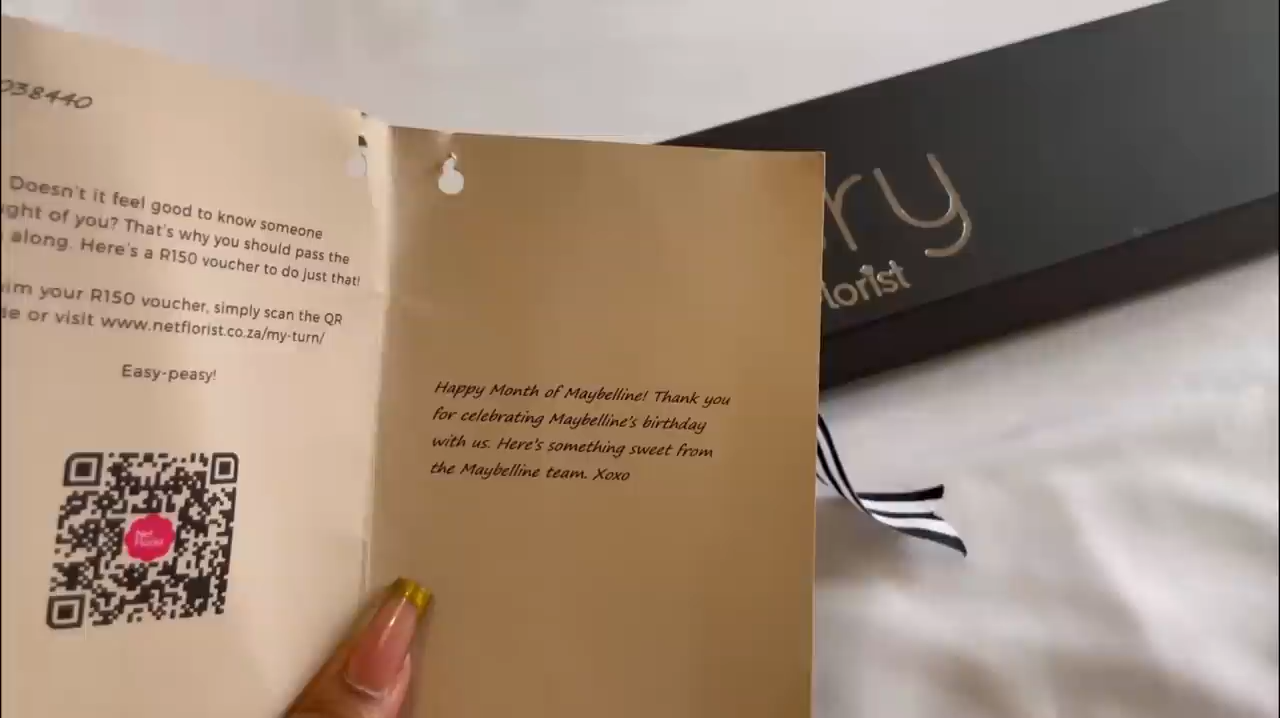 038440
Doesn't it feel good to know someone
ght of you? That's why you should pass the
along. Here's a R150 voucher to do just that!
im your R150 voucher, simply scan the QR
de or visit www.netflorist.co.za/my-turn/
Easy-peasy!
Net
Florist
Happy Month of Maybelline! Thank you
for celebrating Maybelline's birthday
with us. Here's something sweet from
the Maybelline team. Xoxo
ry
lorist